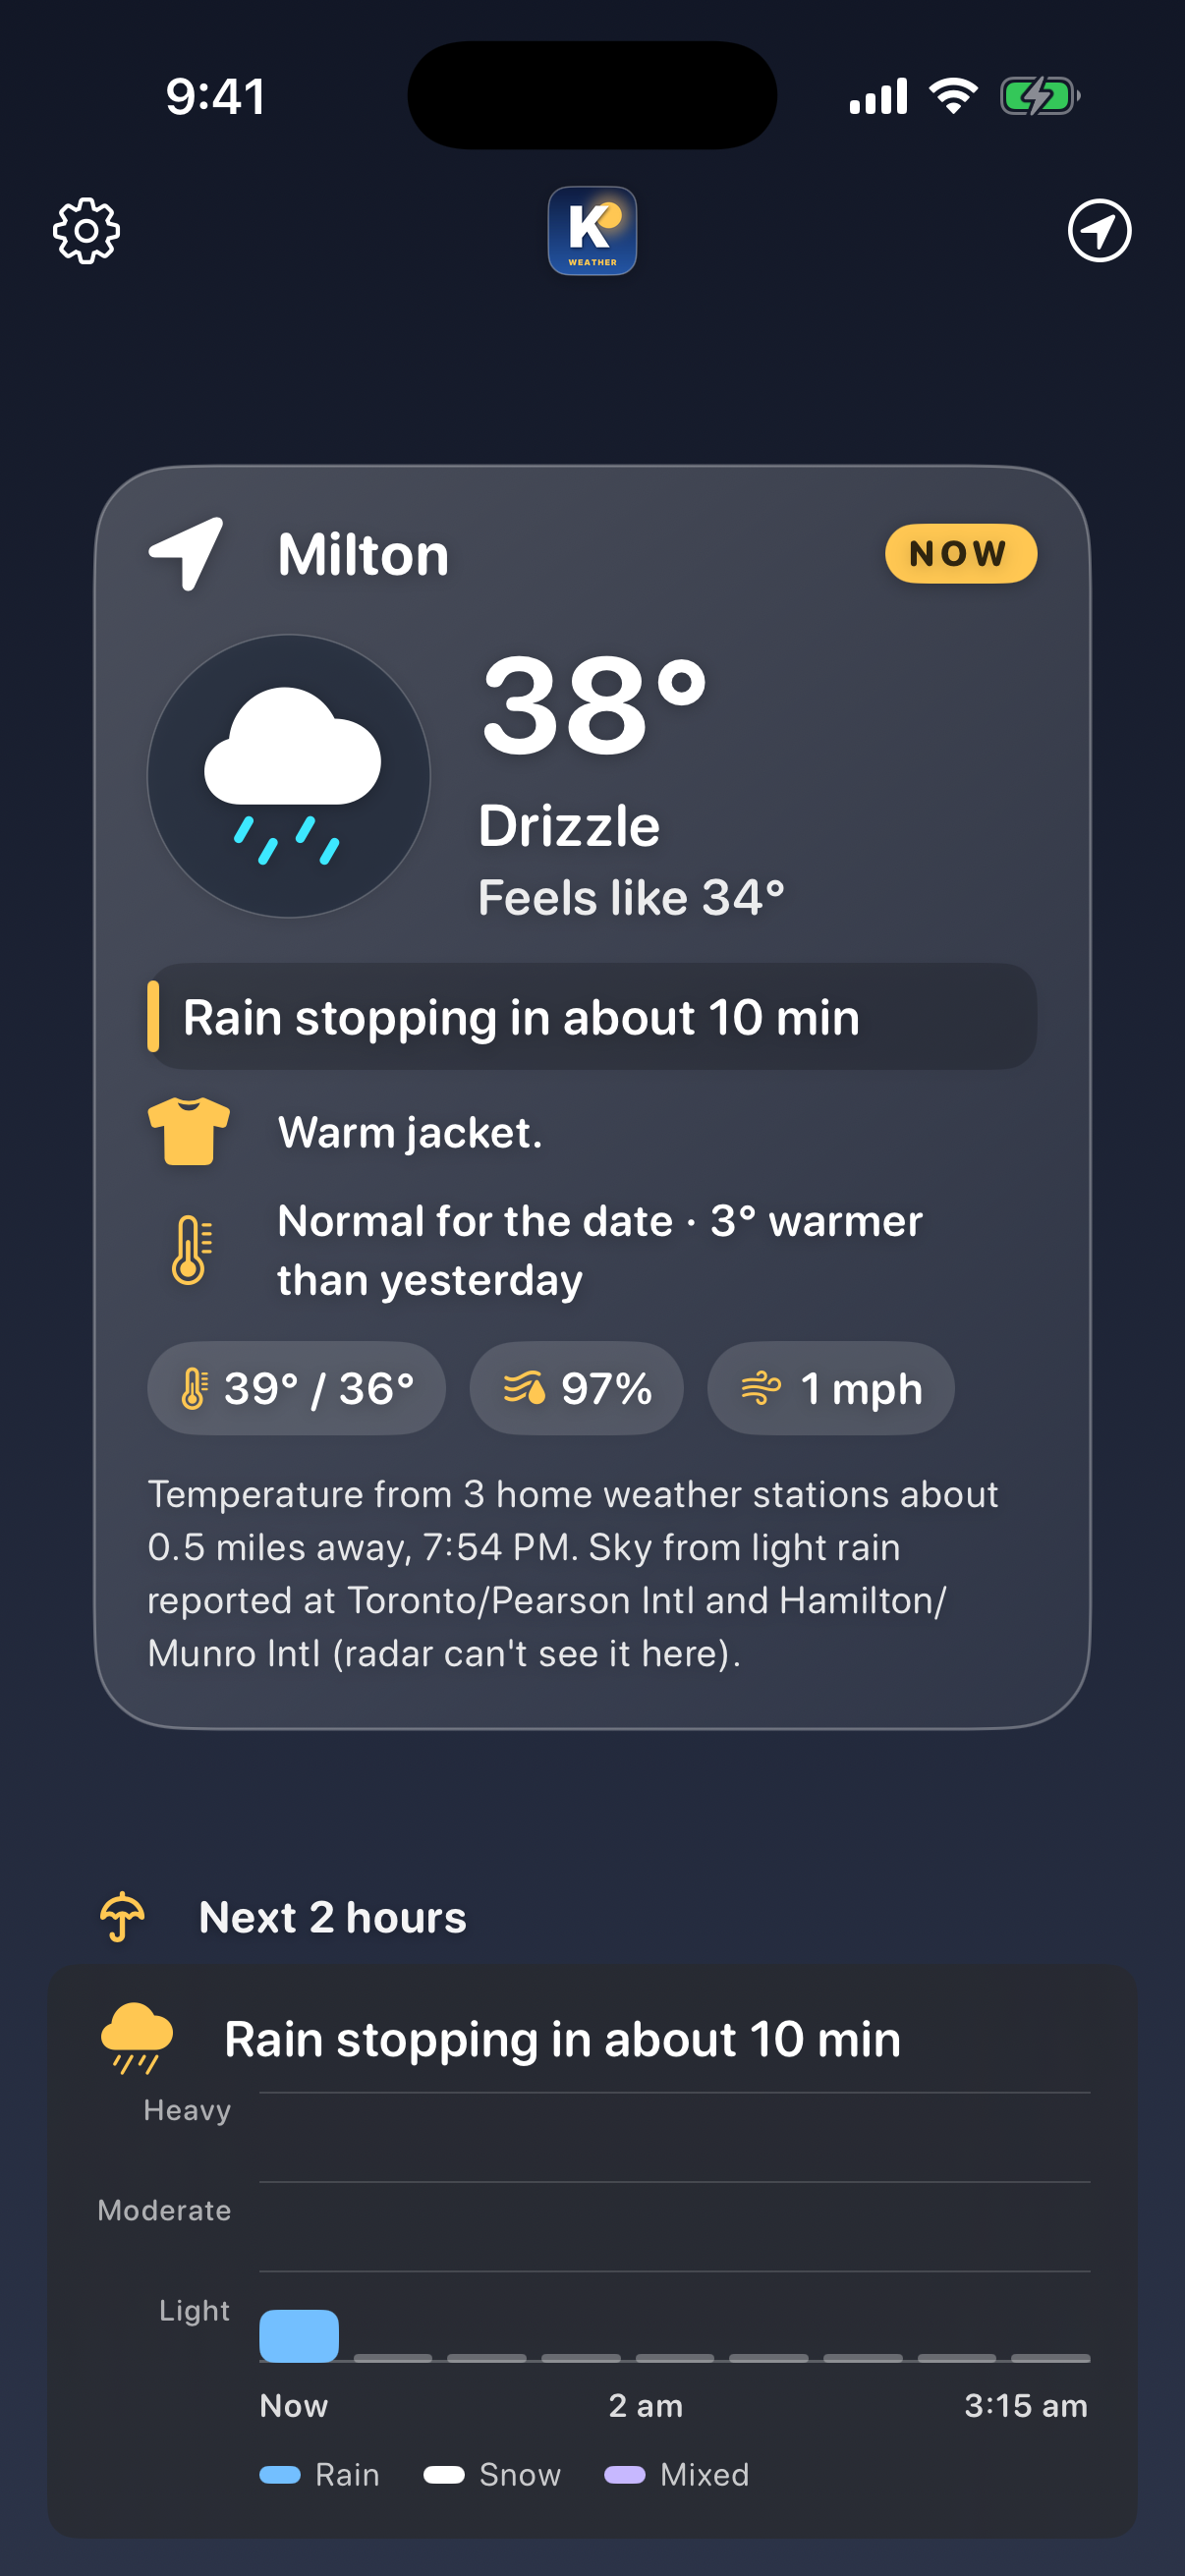 9:41
K
WEATHER
Milton
NOW
38°
Drizzle
Feels like 34°
Rain stopping in about 10 min
Warm jacket.
Normal for the date · 3° warmer
than yesterday
39° / 36°
97%
1 mph
Temperature from 3 home weather stations about
0.5 miles away, 7:54 PM. Sky from light rain
reported at Toronto/Pearson Intl and Hamilton/
Munro Intl (radar can't see it here).
Next 2 hours
Rain stopping in about 10 min
Heavy
Moderate
Light
Now 2 am 3:15 am
Rain Snow Mixed